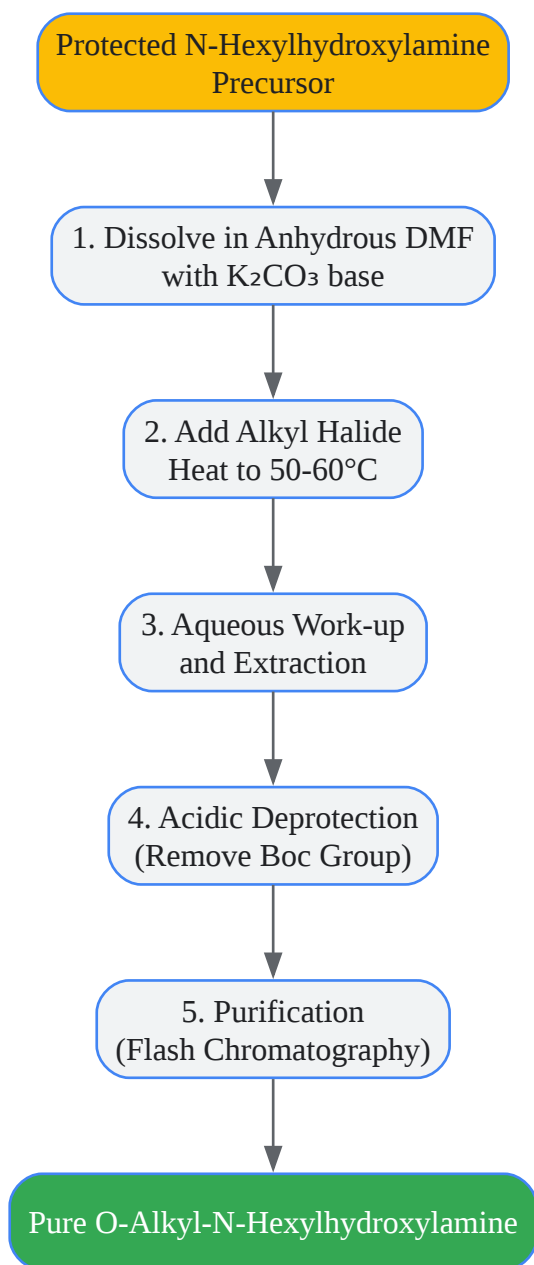 Protected N-Hexylhydroxylamine
Precursor
1. Dissolve in Anhydrous DMF
with K₂CO₃ base
2. Add Alkyl Halide
Heat to 50-60°C
3. Aqueous Work-up
and Extraction
4. Acidic Deprotection
(Remove Boc Group)
5. Purification
(Flash Chromatography)
Pure O-Alkyl-N-Hexylhydroxylamine